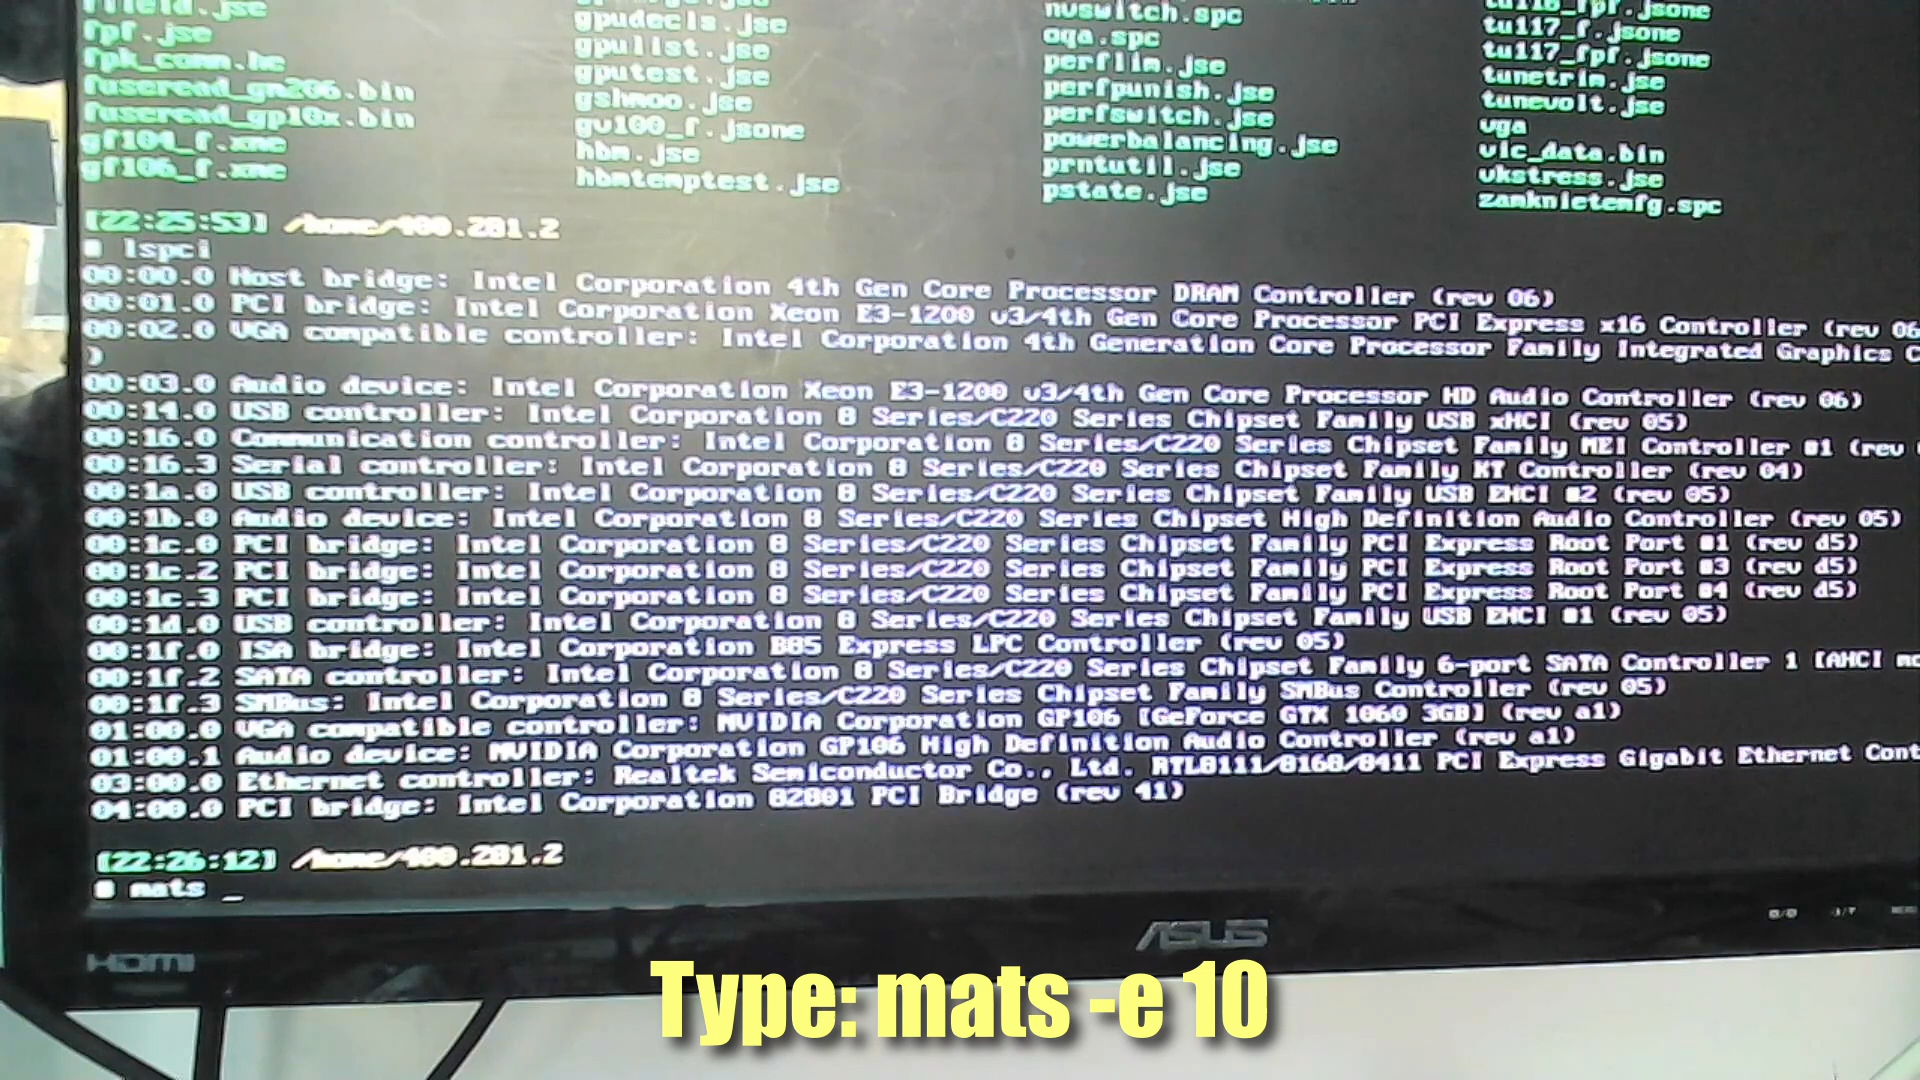 rfield.jse
fpf.jse gpudecls.jse nvswitch.spc tu116_fpf.jsone
fpk_comm.he gpulist.jse oqa.spc tu117_f.jsone
fuseread_gm206.bin gputest.jse perflim.jse tu117_fpf.jsone
fuseread_gp10x.bin gshmoo.jse perfpunish.jse tunetrim.jse
gf104_f.xme gv100_f.jsone perfswitch.jse tunevolt.jse
gf106_f.xme hbm.jse powerbalancing.jse vga
hbmtemptest.jse prntutil.jse vic_data.bin
pstate.jse vkstress.jse
zamknietemfg.spc
[22:25:53] /home/400.281.2
# lspci
00:00.0 Host bridge: Intel Corporation 4th Gen Core Processor DRAM Controller (rev 06)
00:01.0 PCI bridge: Intel Corporation Xeon E3-1200 v3/4th Gen Core Processor PCI Express x16 Controller (rev 06
)
00:02.0 VGA compatible controller: Intel Corporation 4th Generation Core Processor Family Integrated Graphics C
00:03.0 Audio device: Intel Corporation Xeon E3-1200 v3/4th Gen Core Processor HD Audio Controller (rev 06)
00:14.0 USB controller: Intel Corporation 8 Series/C220 Series Chipset Family USB xHCI (rev 05)
00:16.0 Communication controller: Intel Corporation 8 Series/C220 Series Chipset Family MEI Controller #1 (rev
00:16.3 Serial controller: Intel Corporation 8 Series/C220 Series Chipset Family KT Controller (rev 04)
00:1a.0 USB controller: Intel Corporation 8 Series/C220 Series Chipset Family USB EHCI #2 (rev 05)
00:1b.0 Audio device: Intel Corporation 8 Series/C220 Series Chipset High Definition Audio Controller (rev 05)
00:1c.0 PCI bridge: Intel Corporation 8 Series/C220 Series Chipset Family PCI Express Root Port #1 (rev d5)
00:1c.2 PCI bridge: Intel Corporation 8 Series/C220 Series Chipset Family PCI Express Root Port #3 (rev d5)
00:1c.3 PCI bridge: Intel Corporation 8 Series/C220 Series Chipset Family PCI Express Root Port #4 (rev d5)
00:1d.0 USB controller: Intel Corporation 8 Series/C220 Series Chipset Family USB EHCI #1 (rev 05)
00:1f.0 ISA bridge: Intel Corporation B85 Express LPC Controller (rev 05)
00:1f.2 SATA controller: Intel Corporation 8 Series/C220 Series Chipset Family 6-port SATA Controller 1 [AHCI mo
00:1f.3 SMBus: Intel Corporation 8 Series/C220 Series Chipset Family SMBus Controller (rev 05)
01:00.0 VGA compatible controller: NVIDIA Corporation GP106 [GeForce GTX 1060 3GB] (rev a1)
01:00.1 Audio device: NVIDIA Corporation GP106 High Definition Audio Controller (rev a1)
03:00.0 Ethernet controller: Realtek Semiconductor Co., Ltd. RTL8111/8168/8411 PCI Express Gigabit Ethernet Cont
04:00.0 PCI bridge: Intel Corporation 82801 PCI Bridge (rev 41)
[22:26:12] /home/400.281.2
# mats _
HDMI
ASUS
Type: mats -e 10